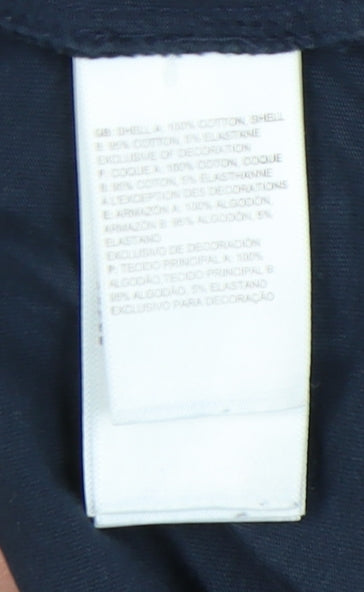 GB: SHELL A: 100% COTTON, SHELL
B: 95% COTTON, 5% ELASTANE
EXCLUSIVE OF DECORATION
F: COQUE A: 100% COTON, COQUE
B: 95% COTON, 5% ELASTHANNE
A L'EXCEPTION DES DECORATIONS
E: ARMAZÓN A: 100% ALGODÓN,
ARMAZÓN B: 95% ALGODÓN, 5%
ELASTANO
EXCLUSIVO DE DECORACIÓN
P: TECIDO PRINCIPAL A: 100%
ALGODÃO, TECIDO PRINCIPAL B:
95% ALGODÃO, 5% ELASTANO
EXCLUSIVO PARA DECORAÇÃO